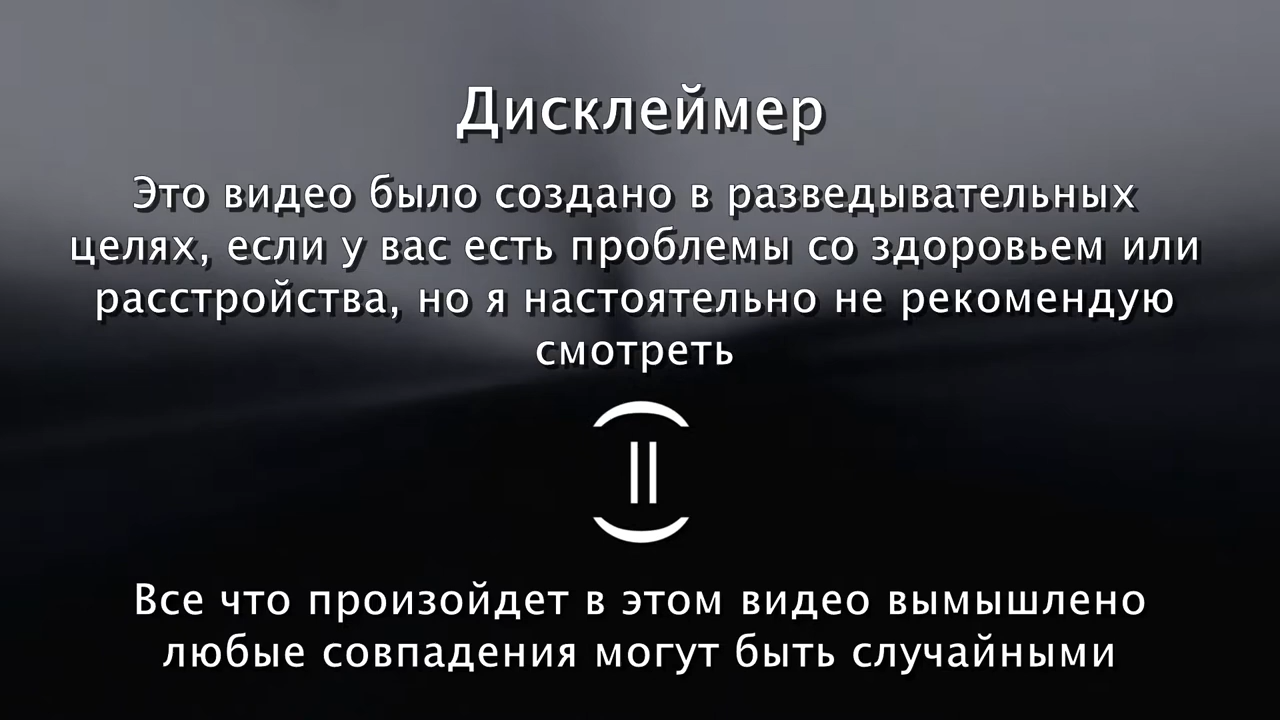 Дисклеймер
Это видео было создано в разведывательных
целях, если у вас есть проблемы со здоровьем или
расстройства, но я настоятельно не рекомендую
смотреть
Все что произойдет в этом видео вымышлено
любые совпадения могут быть случайными